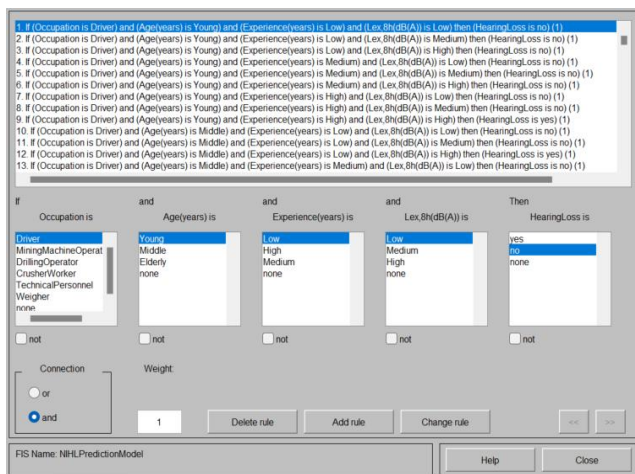 1. If (Occupation is Driver) and (Age(years) is Young) and (Experience(years) is Low) and (Lex,8h(dB(A)) is Low) then (HearingLoss is no) (1)
2. If (Occupation is Driver) and (Age(years) is Young) and (Experience(years) is Low) and (Lex,8h(dB(A)) is Medium) then (HearingLoss is no) (1)
3. If (Occupation is Driver) and (Age(years) is Young) and (Experience(years) is Low) and (Lex,8h(dB(A)) is High) then (HearingLoss is no) (1)
4. If (Occupation is Driver) and (Age(years) is Young) and (Experience(years) is Medium) and (Lex,8h(dB(A)) is Low) then (HearingLoss is no) (1)
5. If (Occupation is Driver) and (Age(years) is Young) and (Experience(years) is Medium) and (Lex,8h(dB(A)) is Medium) then (HearingLoss is no) (1)
6. If (Occupation is Driver) and (Age(years) is Young) and (Experience(years) is Medium) and (Lex,8h(dB(A)) is High) then (HearingLoss is no) (1)
7. If (Occupation is Driver) and (Age(years) is Young) and (Experience(years) is High) and (Lex,8h(dB(A)) is Low) then (HearingLoss is no) (1)
8. If (Occupation is Driver) and (Age(years) is Young) and (Experience(years) is High) and (Lex,8h(dB(A)) is Medium) then (HearingLoss is no) (1)
9. If (Occupation is Driver) and (Age(years) is Young) and (Experience(years) is High) and (Lex,8h(dB(A)) is High) then (HearingLoss is yes) (1)
10. If (Occupation is Driver) and (Age(years) is Middle) and (Experience(years) is Low) and (Lex,8h(dB(A)) is Low) then (HearingLoss is no) (1)
11. If (Occupation is Driver) and (Age(years) is Middle) and (Experience(years) is Low) and (Lex,8h(dB(A)) is Medium) then (HearingLoss is no) (1)
12. If (Occupation is Driver) and (Age(years) is Middle) and (Experience(years) is Low) and (Lex,8h(dB(A)) is High) then (HearingLoss is yes) (1)
13. If (Occupation is Driver) and (Age(years) is Middle) and (Experience(years) is Medium) and (Lex,8h(dB(A)) is Low) then (HearingLoss is no) (1)
If and and and Then
Occupation is Age(years) is Experience(years) is Lex,8h(dB(A)) is HearingLoss is
Driver Young Low Low yes
MiningMachineOperat Middle High Medium no
DrillingOperator Elderly Medium High none
CrusherWorker none none none
TechnicalPersonnel
Weigher
none
not not not not not
Connection Weight:
or
and 1 Delete rule Add rule Change rule << >>
FIS Name: NIHLPredictionModel Help Close